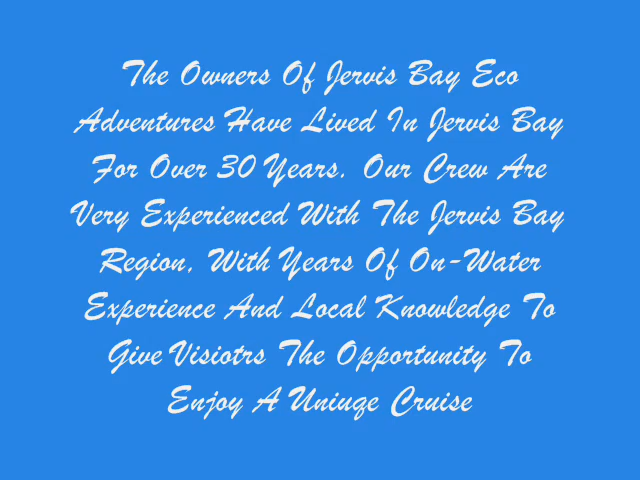 The Owners Of Jervis Bay Eco
Adventures Have Lived In Jervis Bay
For Over 30 Years. Our Crew Are
Very Experienced With The Jervis Bay
Region, With Years Of On-Water
Experience And Local Knowledge To
Give Visiotrs The Opportunity To
Enjoy A Uniuqe Cruise